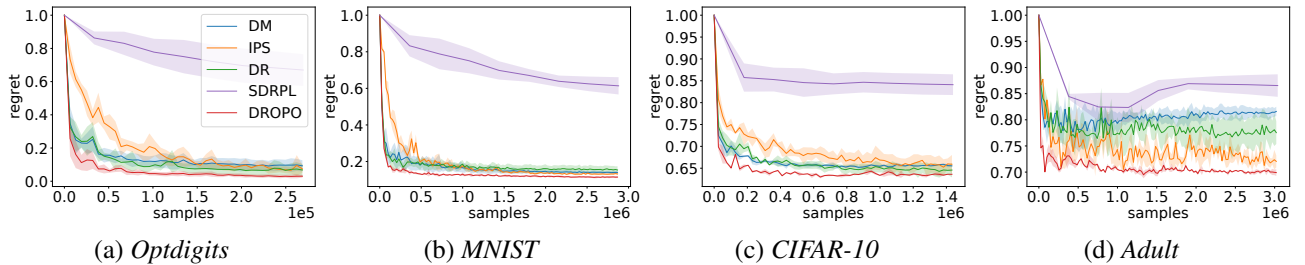 regret
1.0
0.8
0.6
0.4
0.2
0.0
DM
IPS
DR
SDRPL
DROPO
0.0 0.5 1.0 1.5 2.0 2.5
samples 1e5
(a) Optdigits
regret
1.0
0.8
0.6
0.4
0.2
0.0 0.5 1.0 1.5 2.0 2.5 3.0
samples 1e6
(b) MNIST
regret
1.00
0.95
0.90
0.85
0.80
0.75
0.70
0.65
0.0 0.2 0.4 0.6 0.8 1.0 1.2 1.4
samples 1e6
(c) CIFAR-10
regret
1.00
0.95
0.90
0.85
0.80
0.75
0.70
0.0 0.5 1.0 1.5 2.0 2.5 3.0
samples 1e6
(d) Adult